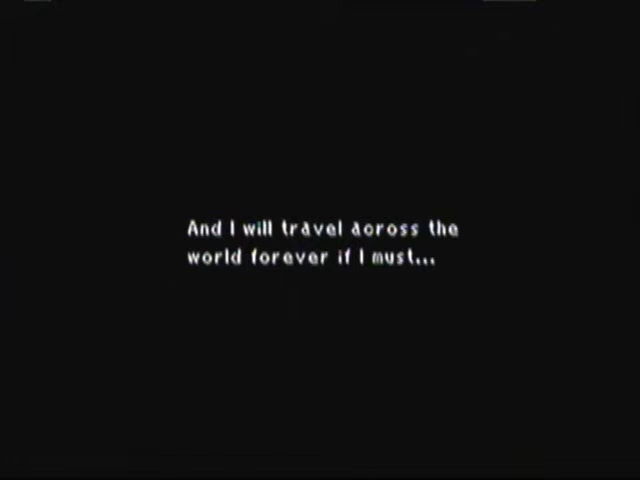 And I will travel across the
world forever if I must...